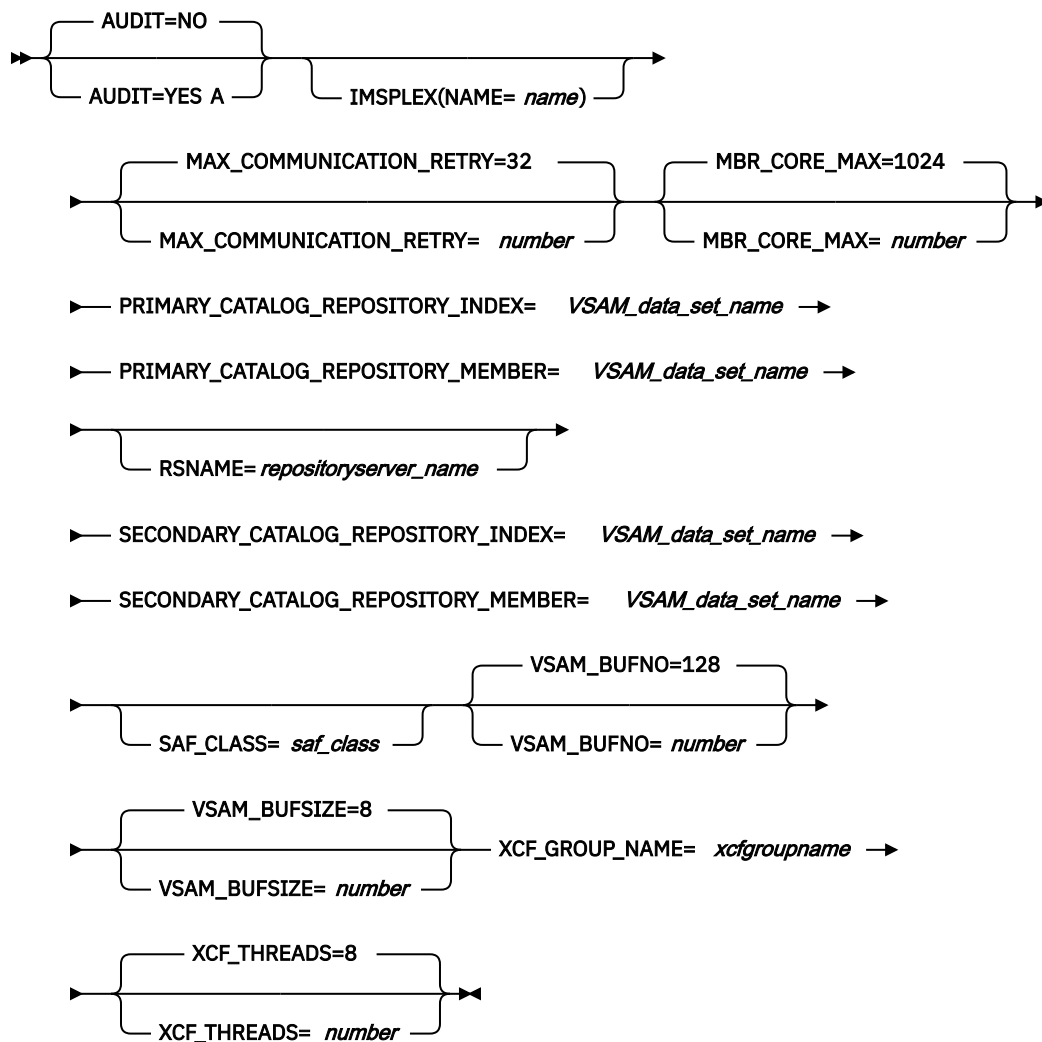 AUDIT=NO
AUDIT=YES A
IMSPLEX(NAME= name)
MAX_COMMUNICATION_RETRY=32
MAX_COMMUNICATION_RETRY= number
MBR_CORE_MAX=1024
MBR_CORE_MAX= number
PRIMARY_CATALOG_REPOSITORY_INDEX= VSAM_data_set_name
PRIMARY_CATALOG_REPOSITORY_MEMBER= VSAM_data_set_name
RSNAME= repositoryserver_name
SECONDARY_CATALOG_REPOSITORY_INDEX= VSAM_data_set_name
SECONDARY_CATALOG_REPOSITORY_MEMBER= VSAM_data_set_name
SAF_CLASS= saf_class
VSAM_BUFNO=128
VSAM_BUFNO= number
VSAM_BUFSIZE=8
VSAM_BUFSIZE= number
XCF_GROUP_NAME= xcfgroupname
XCF_THREADS=8
XCF_THREADS= number